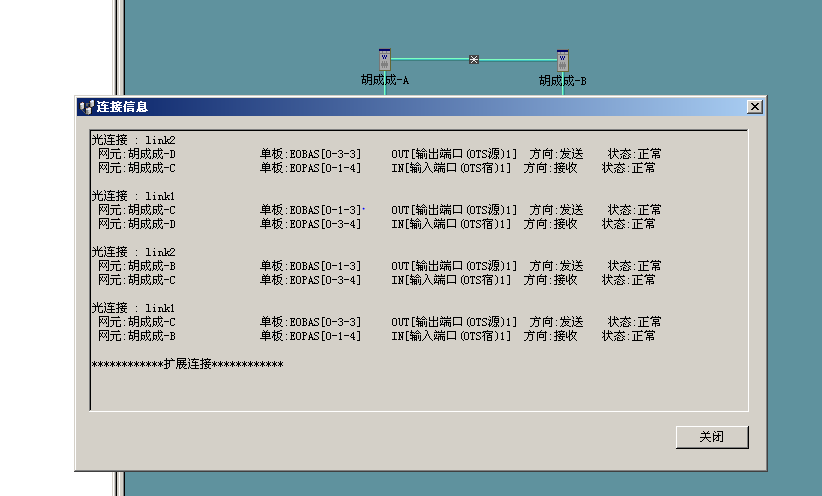 胡成成-A
胡成成-B
连接信息
光连接 : link2
网元:胡成成-D 单板:EOBAS[0-3-3] OUT[输出端口(OTS源)1] 方向:发送 状态:正常
网元:胡成成-C 单板:EOPAS[0-1-4] IN[输入端口(OTS宿)1] 方向:接收 状态:正常
光连接 : link1
网元:胡成成-C 单板:EOBAS[0-1-3] OUT[输出端口(OTS源)1] 方向:发送 状态:正常
网元:胡成成-D 单板:EOPAS[0-3-4] IN[输入端口(OTS宿)1] 方向:接收 状态:正常
光连接 : link2
网元:胡成成-B 单板:EOBAS[0-1-3] OUT[输出端口(OTS源)1] 方向:发送 状态:正常
网元:胡成成-C 单板:EOPAS[0-3-4] IN[输入端口(OTS宿)1] 方向:接收 状态:正常
光连接 : link1
网元:胡成成-C 单板:EOBAS[0-3-3] OUT[输出端口(OTS源)1] 方向:发送 状态:正常
网元:胡成成-B 单板:EOPAS[0-1-4] IN[输入端口(OTS宿)1] 方向:接收 状态:正常
************扩展连接************
关闭